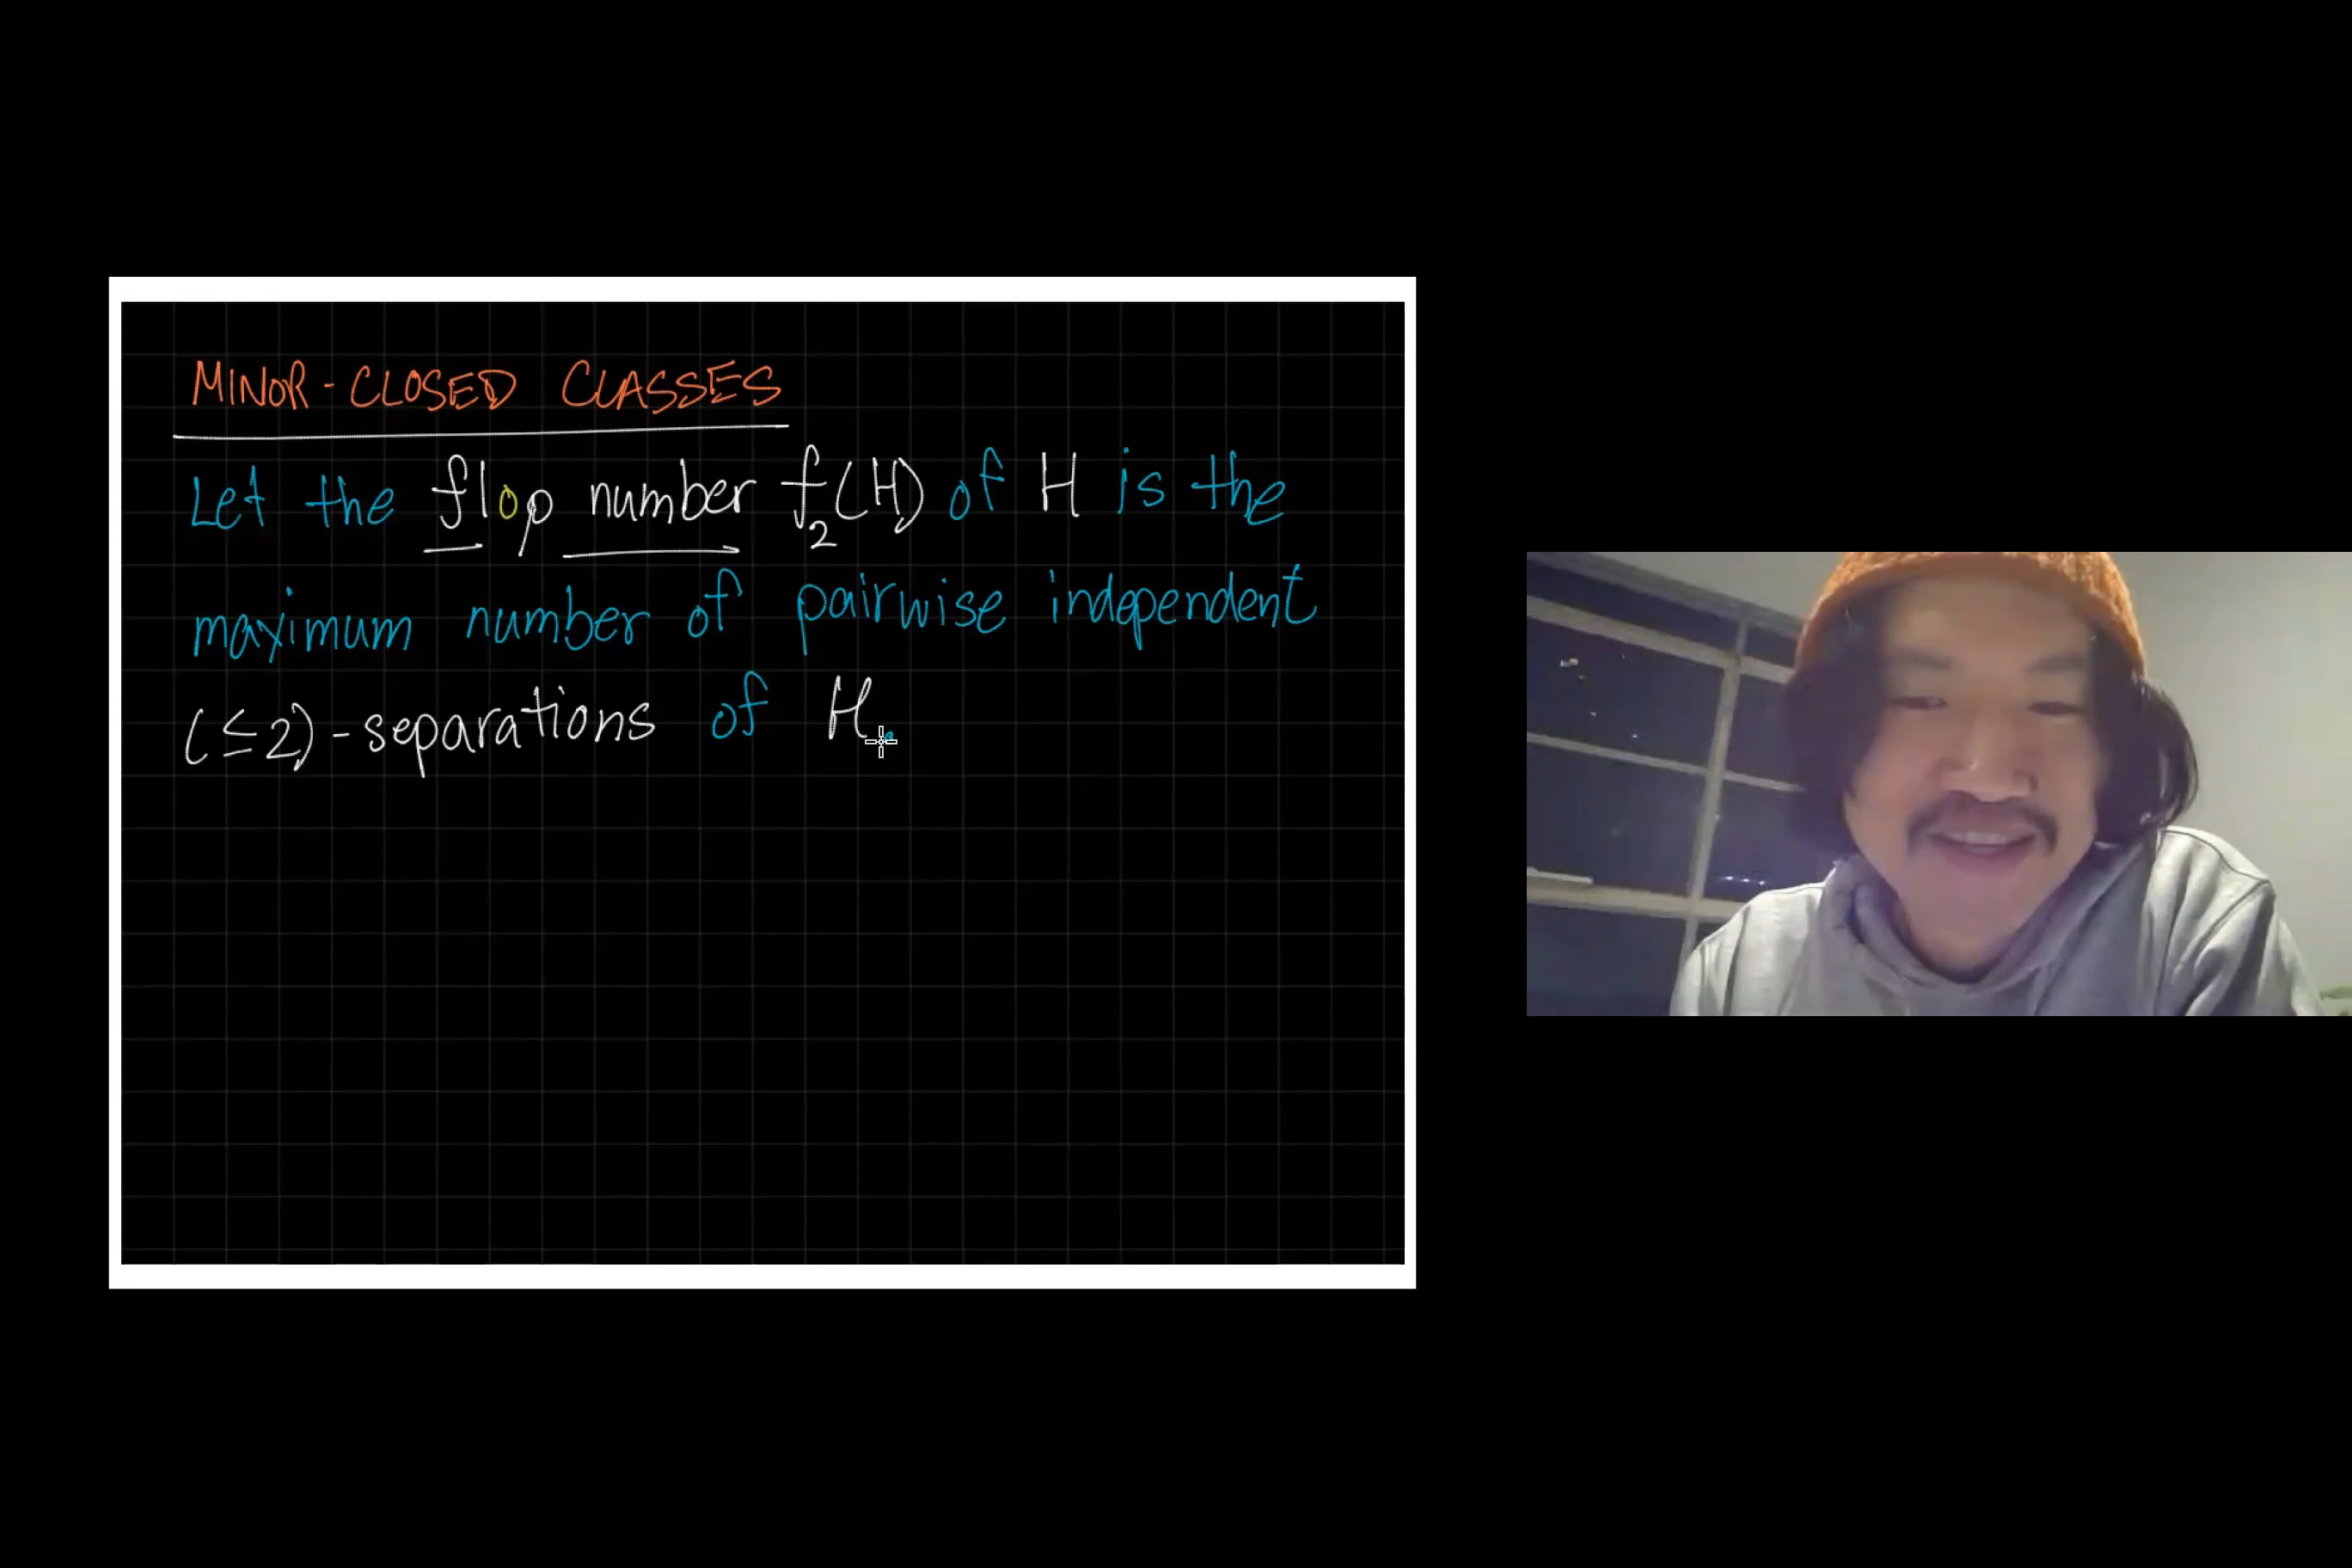 MINOR-CLOSED CLASSES
Let the flop number f₂(H) of H is the
maximum number of pairwise independent
(≤2)-separations of H.